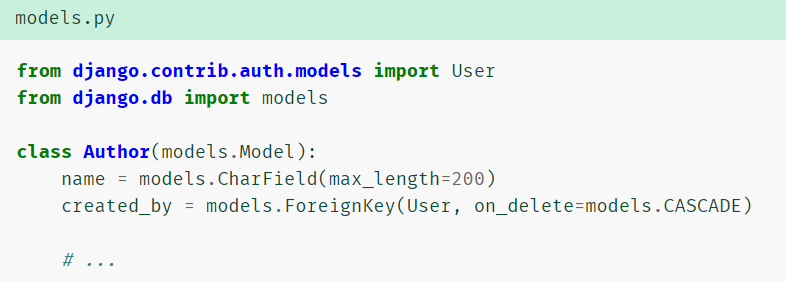 models.py
from django.contrib.auth.models import User
from django.db import models
class Author(models.Model):
    name = models.CharField(max_length=200)
    created_by = models.ForeignKey(User, on_delete=models.CASCADE)
    # ...